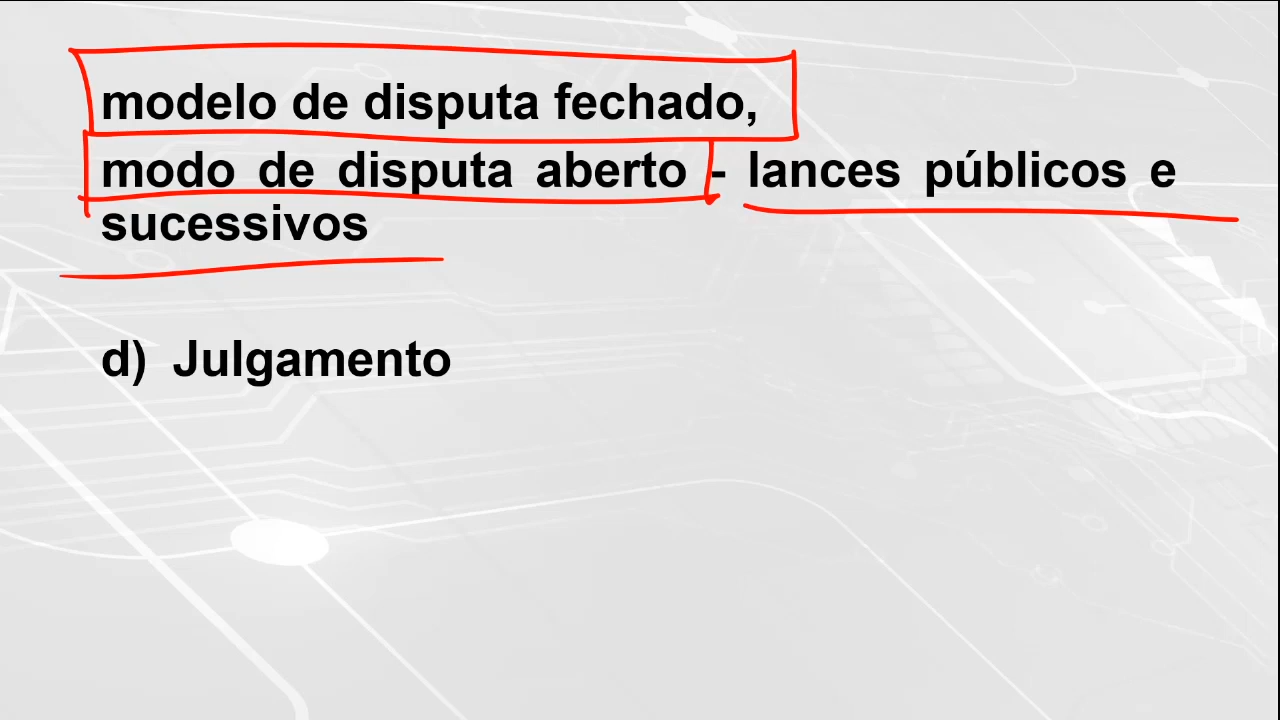 modelo de disputa fechado,
modo de disputa aberto - lances públicos e
sucessivos
d) Julgamento